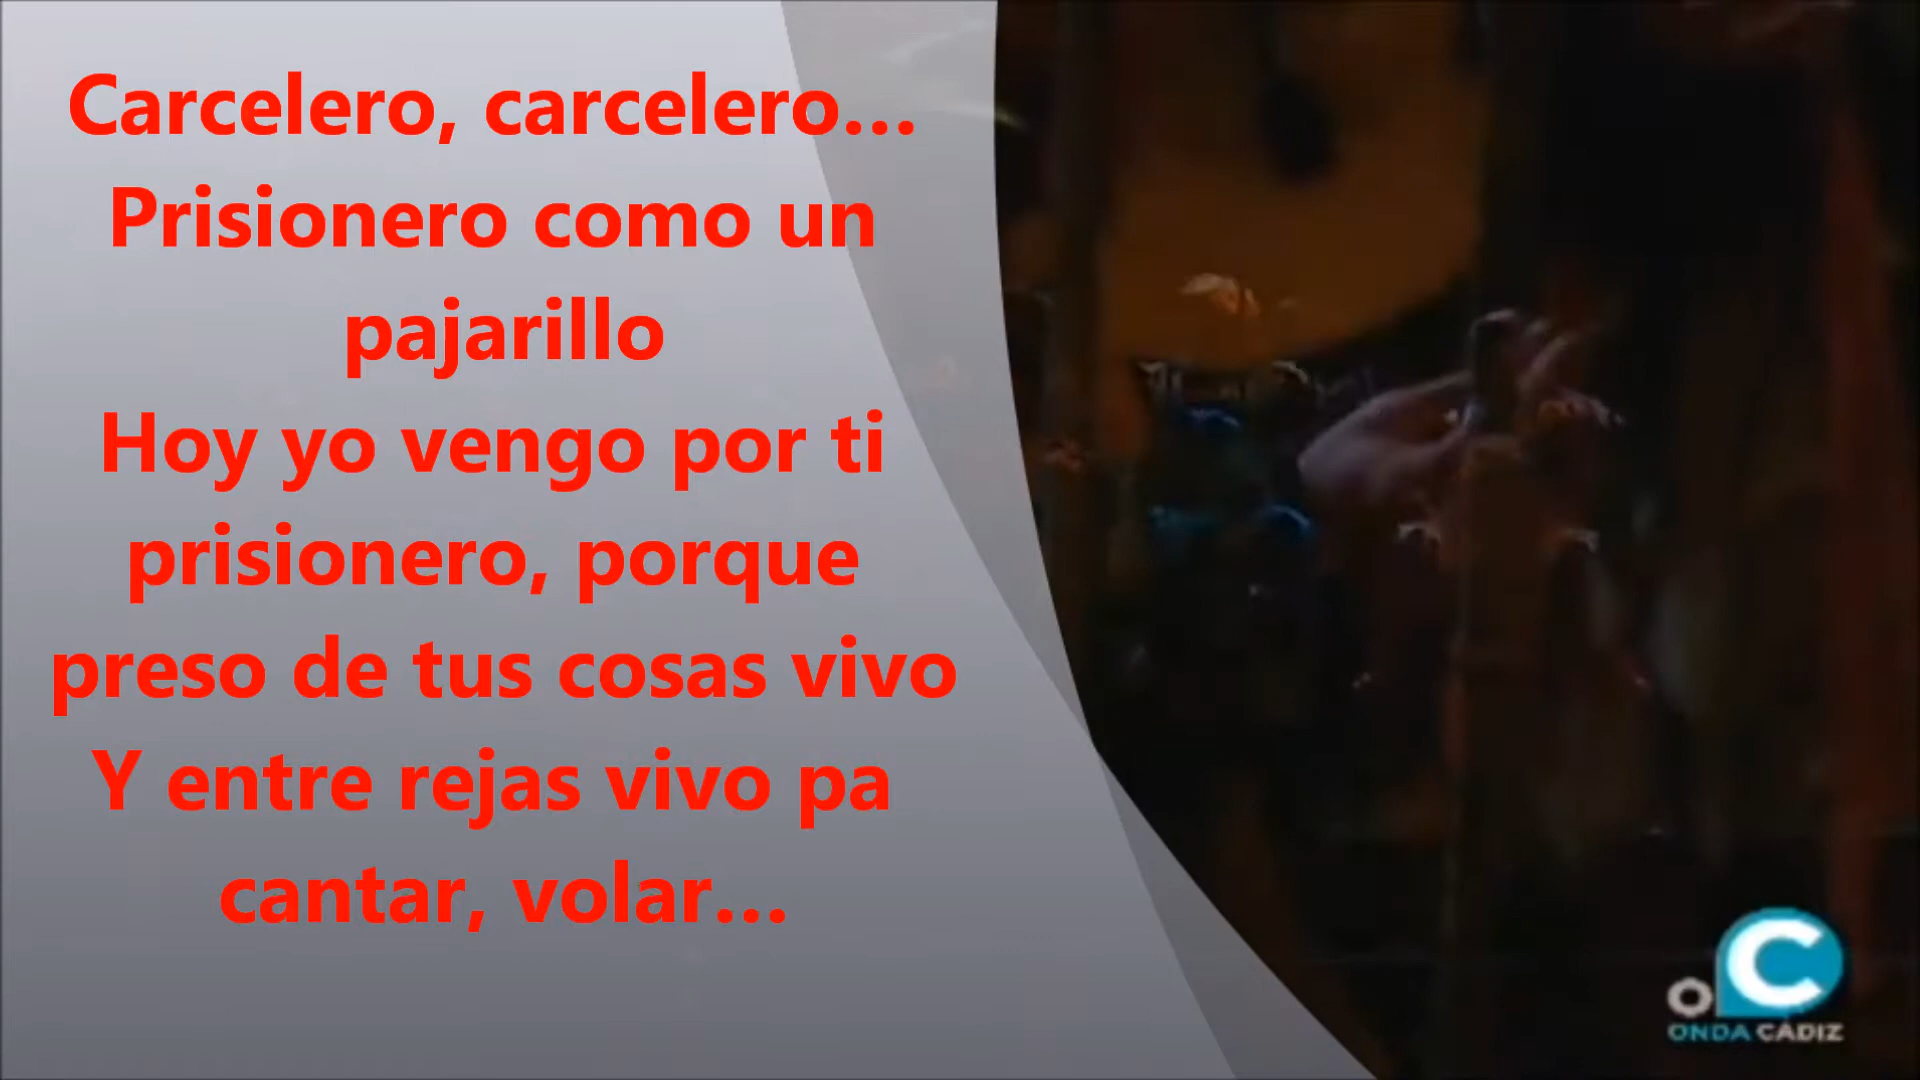 Carcelero, carcelero...
Prisionero como un
pajarillo
Hoy yo vengo por ti
prisionero, porque
preso de tus cosas vivo
Y entre rejas vivo pa
cantar, volar...
O C
ONDA CÁDIZ